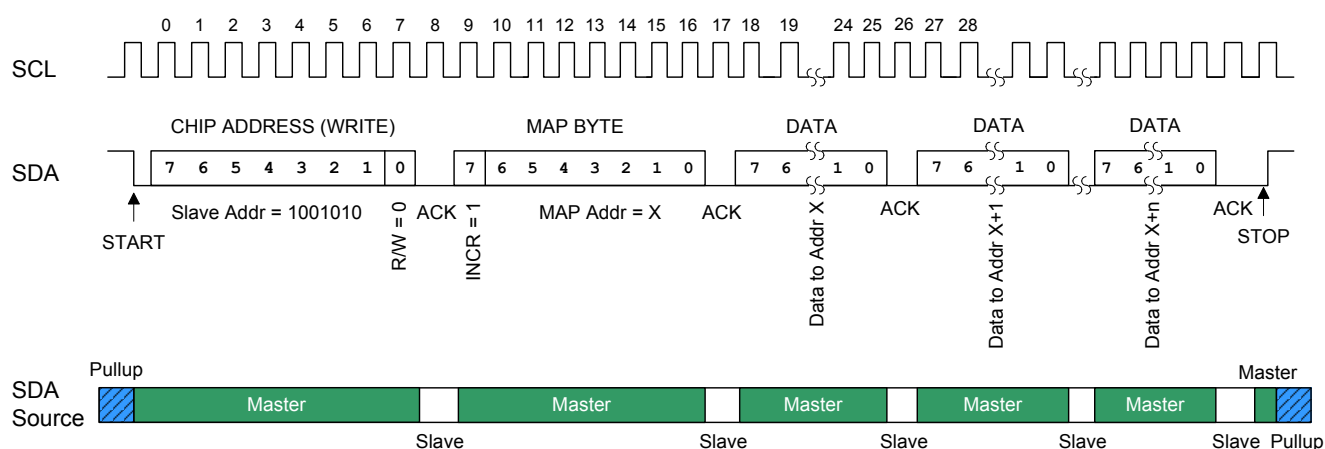 0 1 2 3 4 5 6 7 8 9 10 11 12 13 14 15 16 17 18 19 24 25 26 27 28
SCL
CHIP ADDRESS (WRITE) MAP BYTE DATA DATA DATA
SDA 7 6 5 4 3 2 1 0 7 6 5 4 3 2 1 0 7 6 1 0 7 6 1 0 7 6 1 0
Slave Addr = 1001010 ACK MAP Addr = X ACK ACK ACK
START STOP
R/W = 0
INCR = 1
Data to Addr X
Data to Addr X+1
Data to Addr X+n
Pullup Master
SDA
Source
Master Master Master Master Master
Slave Slave Slave Slave Slave Pullup